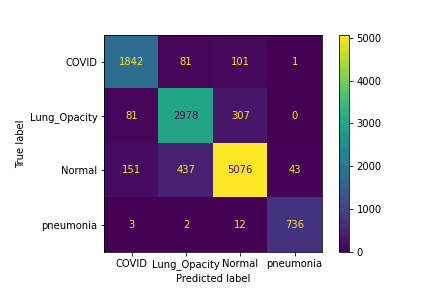 COVID 1842 81 101 1
Lung_Opacity 81 2978 307 0
Normal 151 437 5076 43
pneumonia 3 2 12 736
COVID Lung_Opacity Normal pneumonia
Predicted label
True label
5000
4000
3000
2000
1000
0